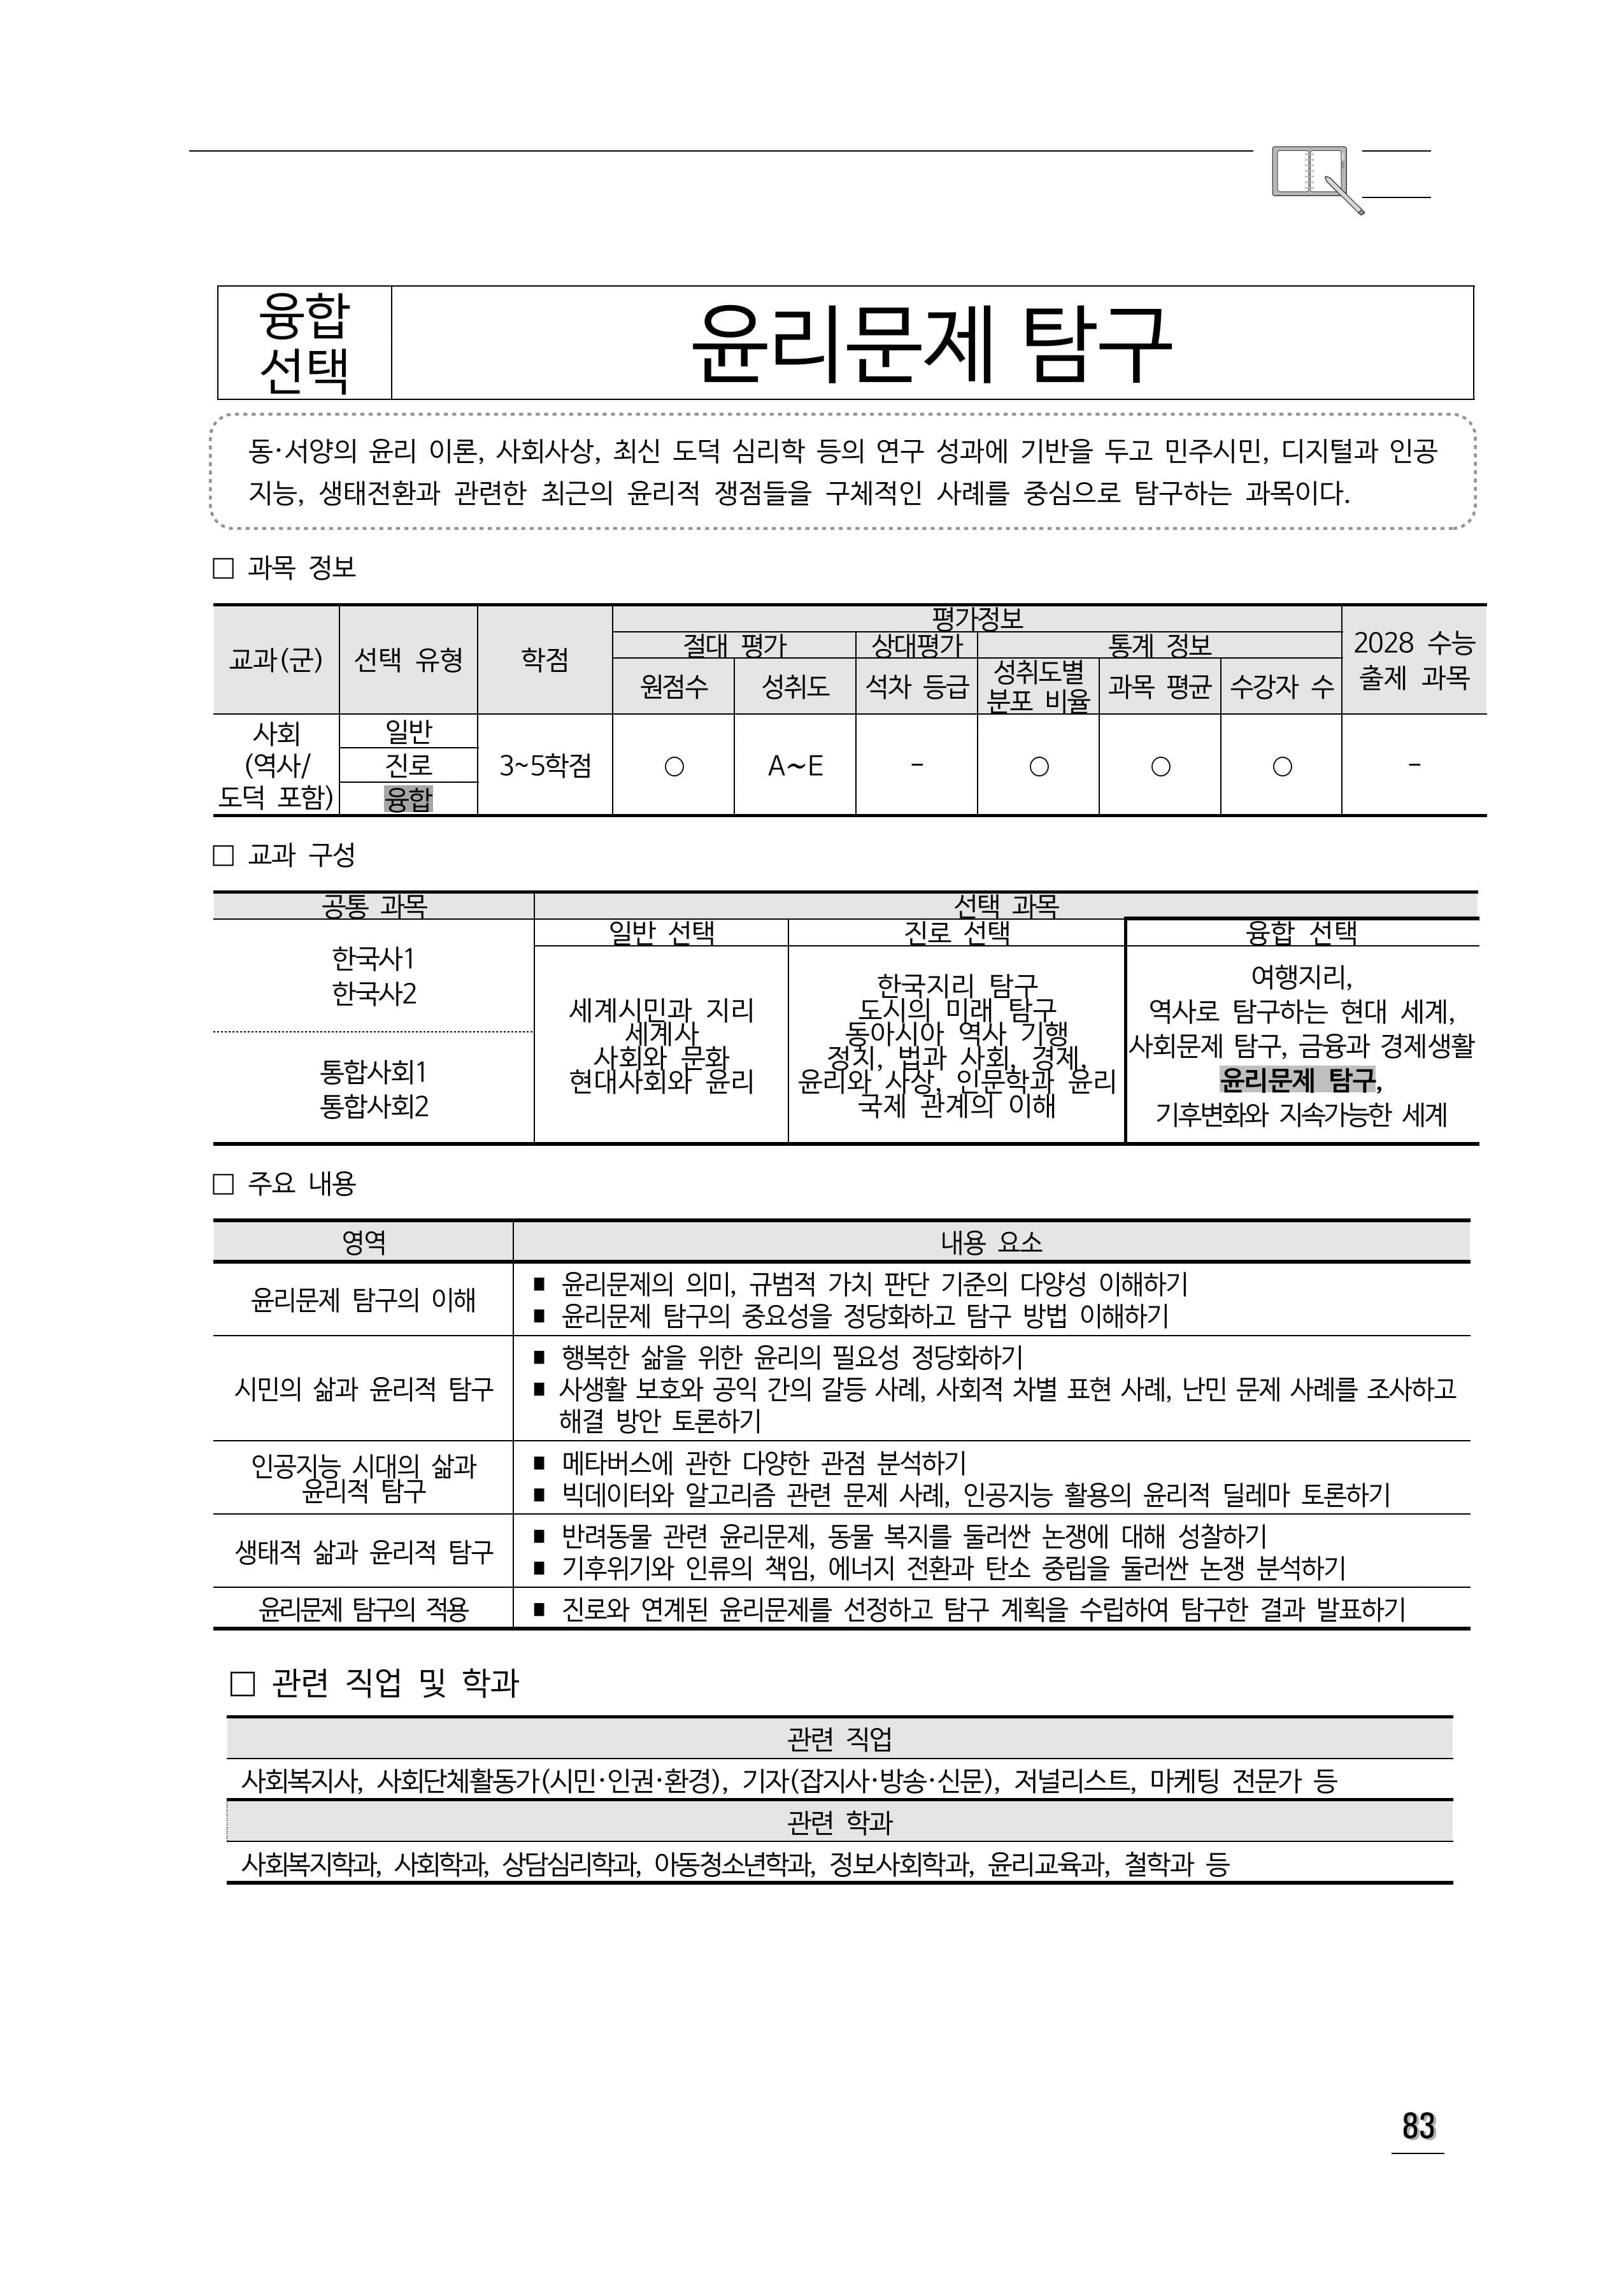 융합
선택
윤리문제 탐구
동·서양의 윤리 이론, 사회사상, 최신 도덕 심리학 등의 연구 성과에 기반을 두고 민주시민, 디지털과 인공
지능, 생태전환과 관련한 최근의 윤리적 쟁점들을 구체적인 사례를 중심으로 탐구하는 과목이다.
□ 과목 정보
교과(군) 선택 유형 학점 평가정보 2028 수능
출제 과목
절대 평가 상대평가 통계 정보
원점수 성취도 석차 등급 성취도별
분포 비율 과목 평균 수강자 수
사회
(역사/
도덕 포함)
일반
진로
융합
3~5학점 ○ A~E - ○ ○ ○ -
□ 교과 구성
공통 과목 선택 과목
일반 선택 진로 선택 융합 선택
한국사1
한국사2
통합사회1
통합사회2
세계시민과 지리
세계사
사회와 문화
현대사회와 윤리
한국지리 탐구
도시의 미래 탐구
동아시아 역사 기행
정치, 법과 사회, 경제,
윤리와 사상, 인문학과 윤리
국제 관계의 이해
여행지리,
역사로 탐구하는 현대 세계,
사회문제 탐구, 금융과 경제생활
윤리문제 탐구,
기후변화와 지속가능한 세계
□ 주요 내용
영역 내용 요소
윤리문제 탐구의 이해
■ 윤리문제의 의미, 규범적 가치 판단 기준의 다양성 이해하기
■ 윤리문제 탐구의 중요성을 정당화하고 탐구 방법 이해하기
시민의 삶과 윤리적 탐구
■ 행복한 삶을 위한 윤리의 필요성 정당화하기
■ 사생활 보호와 공익 간의 갈등 사례, 사회적 차별 표현 사례, 난민 문제 사례를 조사하고
해결 방안 토론하기
인공지능 시대의 삶과
윤리적 탐구
■ 메타버스에 관한 다양한 관점 분석하기
■ 빅데이터와 알고리즘 관련 문제 사례, 인공지능 활용의 윤리적 딜레마 토론하기
생태적 삶과 윤리적 탐구
■ 반려동물 관련 윤리문제, 동물 복지를 둘러싼 논쟁에 대해 성찰하기
■ 기후위기와 인류의 책임, 에너지 전환과 탄소 중립을 둘러싼 논쟁 분석하기
윤리문제 탐구의 적용
■ 진로와 연계된 윤리문제를 선정하고 탐구 계획을 수립하여 탐구한 결과 발표하기
□ 관련 직업 및 학과
관련 직업
사회복지사, 사회단체활동가(시민·인권·환경), 기자(잡지사·방송·신문), 저널리스트, 마케팅 전문가 등
관련 학과
사회복지학과, 사회학과, 상담심리학과, 아동청소년학과, 정보사회학과, 윤리교육과, 철학과 등
83